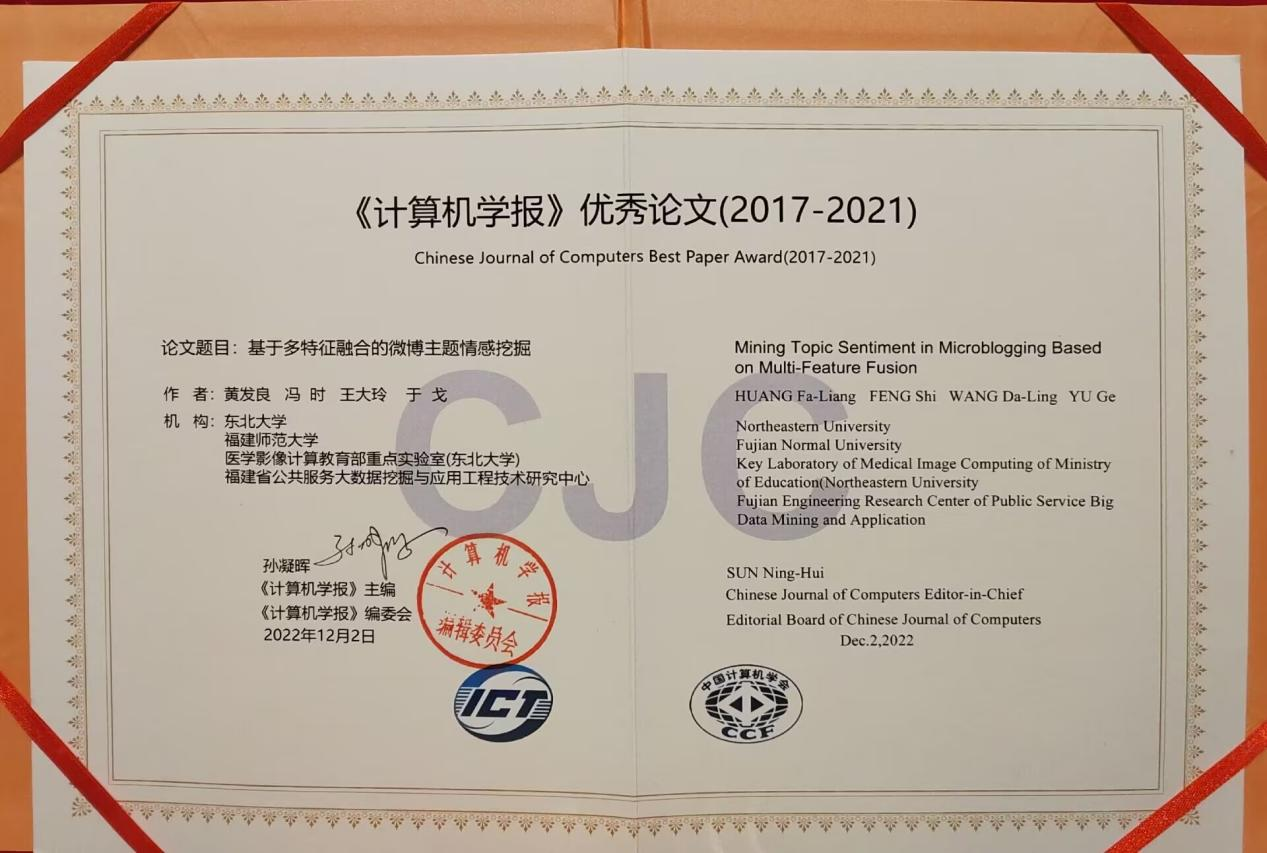 《计算机学报》优秀论文(2017-2021)
Chinese Journal of Computers Best Paper Award(2017-2021)
CJC
论文题目：基于多特征融合的微博主题情感挖掘
作 者：黄发良 冯 时 王大玲 于 戈
机 构：东北大学
福建师范大学
医学影像计算教育部重点实验室(东北大学)
福建省公共服务大数据挖掘与应用工程技术研究中心
孙凝晖
《计算机学报》主编
《计算机学报》编委会
2022年12月2日
计算机学报
编辑委员会
ICT
Mining Topic Sentiment in Microblogging Based
on Multi-Feature Fusion
HUANG Fa-Liang FENG Shi WANG Da-Ling YU Ge
Northeastern University
Fujian Normal University
Key Laboratory of Medical Image Computing of Ministry
of Education(Northeastern University
Fujian Engineering Research Center of Public Service Big
Data Mining and Application
SUN Ning-Hui
Chinese Journal of Computers Editor-in-Chief
Editorial Board of Chinese Journal of Computers
Dec.2,2022
中国计算机学会
CCF